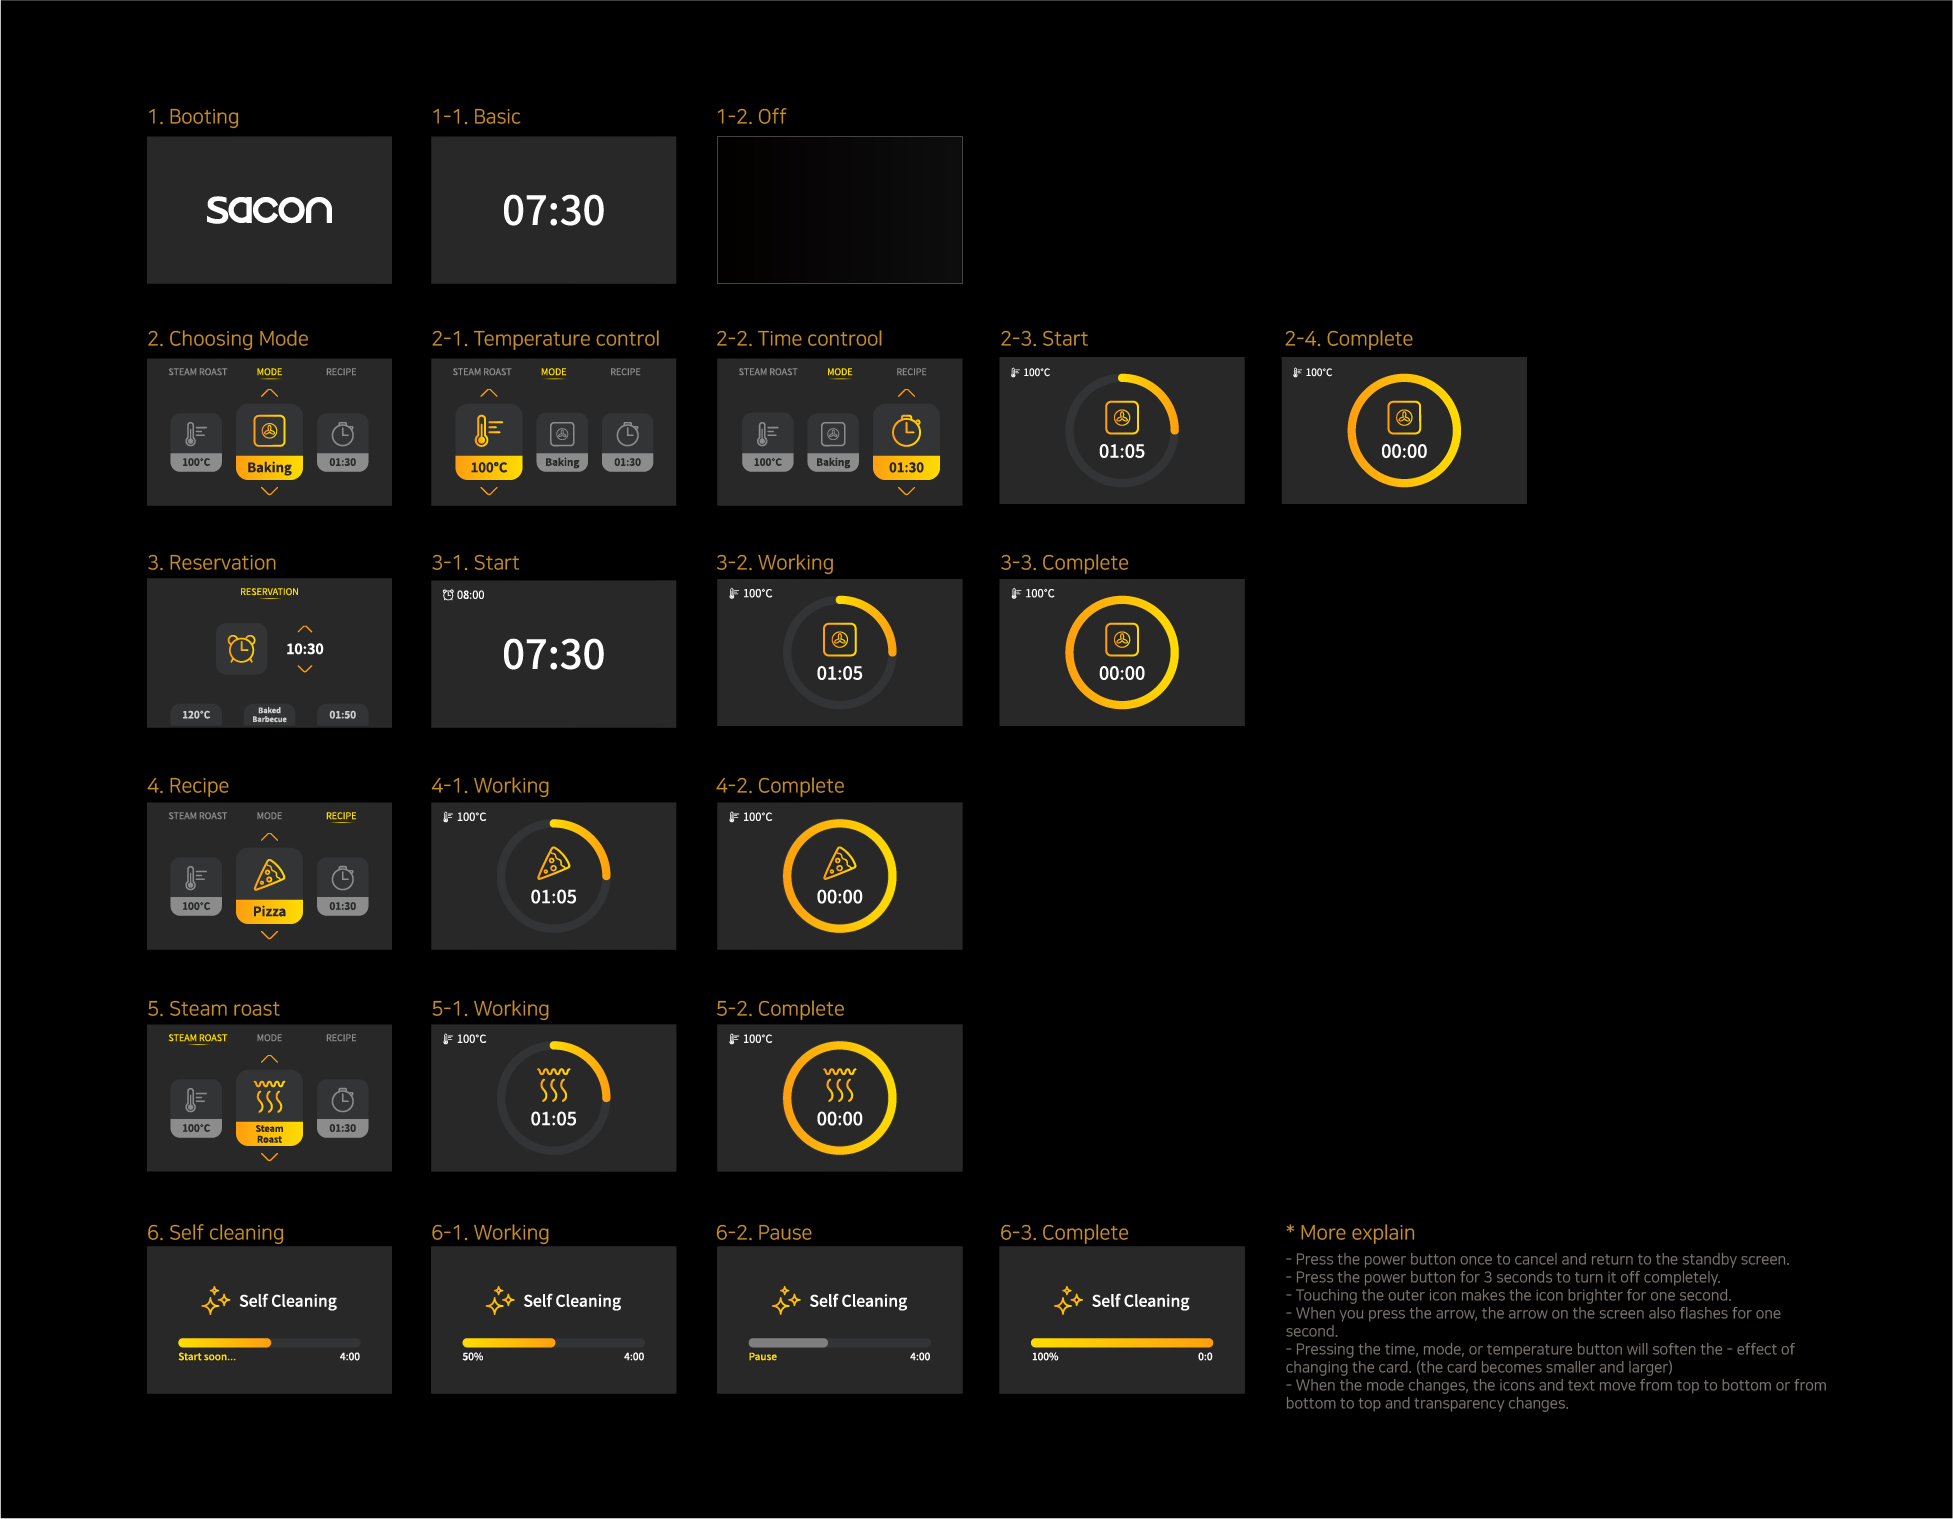 1. Booting
1-1. Basic
1-2. Off
sacon
07:30
2. Choosing Mode
2-1. Temperature control
2-2. Time controol
2-3. Start
2-4. Complete
STEAM ROAST MODE RECIPE
100°C
Baking
01:30
STEAM ROAST MODE RECIPE
100°C
Baking
01:30
STEAM ROAST MODE RECIPE
100°C
Baking
01:30
100°C
01:05
100°C
00:00
3. Reservation
3-1. Start
3-2. Working
3-3. Complete
RESERVATION
10:30
120°C
Baked
Barbecue
01:50
08:00
07:30
100°C
01:05
100°C
00:00
4. Recipe
4-1. Working
4-2. Complete
STEAM ROAST MODE RECIPE
100°C
Pizza
01:30
100°C
01:05
100°C
00:00
5. Steam roast
5-1. Working
5-2. Complete
STEAM ROAST MODE RECIPE
100°C
Steam
Roast
01:30
100°C
01:05
100°C
00:00
6. Self cleaning
6-1. Working
6-2. Pause
6-3. Complete
Self Cleaning
Start soon... 4:00
Self Cleaning
50% 4:00
Self Cleaning
Pause 4:00
Self Cleaning
100% 0:0
* More explain
- Press the power button once to cancel and return to the standby screen.
- Press the power button for 3 seconds to turn it off completely.
- Touching the outer icon makes the icon brighter for one second.
- When you press the arrow, the arrow on the screen also flashes for one
second.
- Pressing the time, mode, or temperature button will soften the - effect of
changing the card. (the card becomes smaller and larger)
- When the mode changes, the icons and text move from top to bottom or from
bottom to top and transparency changes.